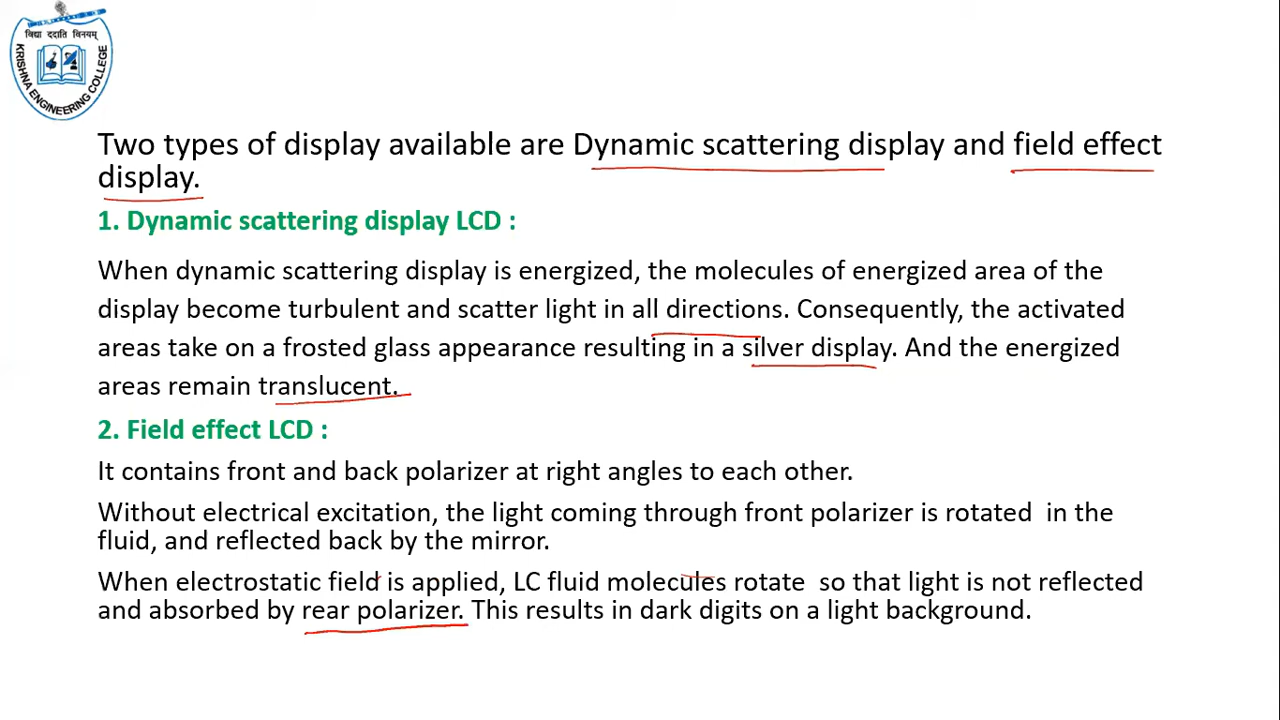 विद्या ददाति विनयम्
KRISHNA ENGINEERING COLLEGE
Two types of display available are Dynamic scattering display and field effect
display.
1. Dynamic scattering display LCD :
When dynamic scattering display is energized, the molecules of energized area of the
display become turbulent and scatter light in all directions. Consequently, the activated
areas take on a frosted glass appearance resulting in a silver display. And the energized
areas remain translucent.
2. Field effect LCD :
It contains front and back polarizer at right angles to each other.
Without electrical excitation, the light coming through front polarizer is rotated in the
fluid, and reflected back by the mirror.
When electrostatic field is applied, LC fluid molecules rotate so that light is not reflected
and absorbed by rear polarizer. This results in dark digits on a light background.